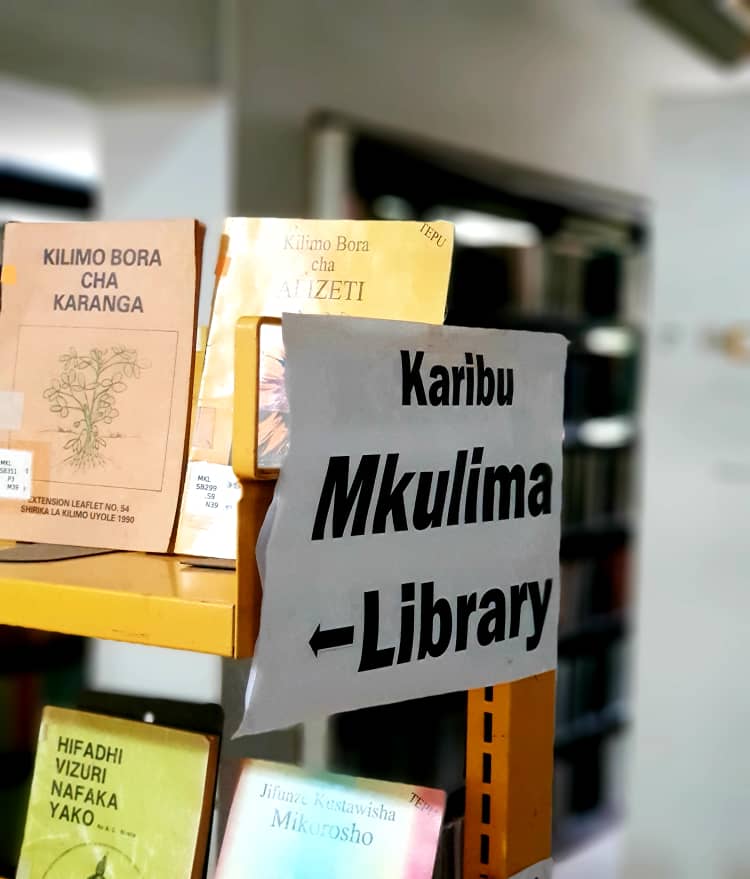 KILIMO BORA
CHA
KARANGA
MKL
SB351
.P3
M39
EXTENSION LEAFLET NO. 54
SHIRIKA LA KILIMO UYOLE 1990
TEPU
Kilimo Bora
cha
ALIZETI
MKL
SB299
.S9
N39
Karibu
Mkulima
←Library
HIFADHI
VIZURI
NAFAKA
YAKO
TEPU
Jifunze Kustawisha
Mikorosho